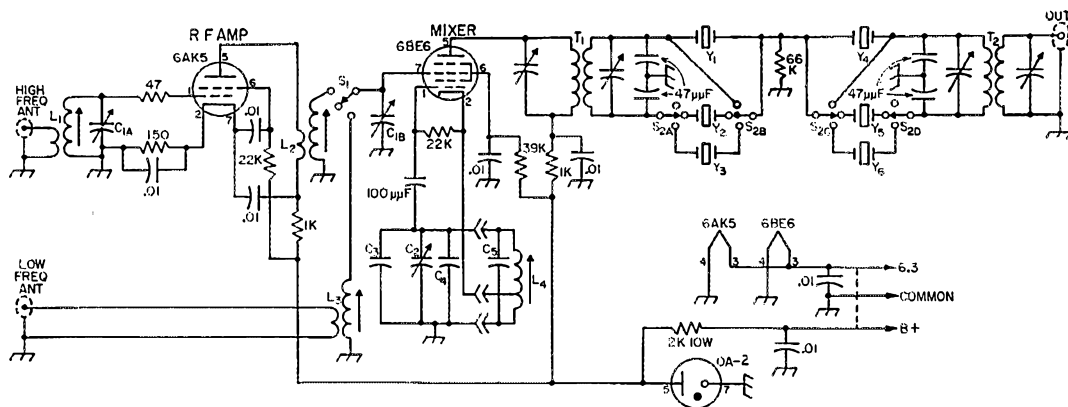 R F AMP
6AK5
5
6
1
2
7
47
HIGH FREQ ANT
L1
C1A
150
.01
.01
22K
.01
L2
1K
S1
MIXER
6BE6
5
7
6
1
2
C1B
22K
.01
39K
1K
.01
100µµF
C3
C2
C4
C5
L4
LOW FREQ ANT
L3
T1
47µµF
Y1
S2A
Y2
S2B
Y3
66 K
Y4
47µµF
S2C
Y5
S2D
Y6
T2
OUT
6AK5
6BE6
4
3
4
3
6.3
.01
COMMON
B+
2K 10W
.01
OA-2
5
7